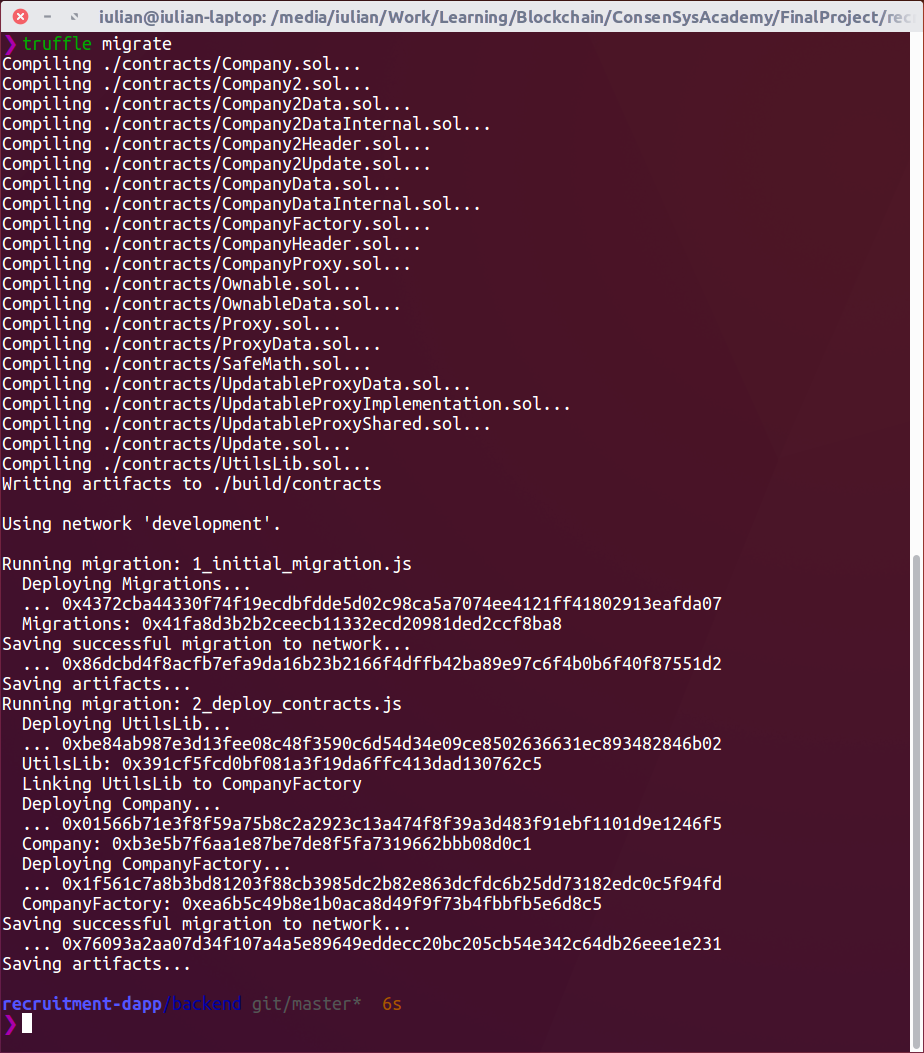 iulian@iulian-laptop: /media/iulian/Work/Learning/Blockchain/ConsenSysAcademy/FinalProject/rec
❯ truffle migrate
Compiling ./contracts/Company.sol...
Compiling ./contracts/Company2.sol...
Compiling ./contracts/Company2Data.sol...
Compiling ./contracts/Company2DataInternal.sol...
Compiling ./contracts/Company2Header.sol...
Compiling ./contracts/Company2Update.sol...
Compiling ./contracts/CompanyData.sol...
Compiling ./contracts/CompanyDataInternal.sol...
Compiling ./contracts/CompanyFactory.sol...
Compiling ./contracts/CompanyHeader.sol...
Compiling ./contracts/CompanyProxy.sol...
Compiling ./contracts/Ownable.sol...
Compiling ./contracts/OwnableData.sol...
Compiling ./contracts/Proxy.sol...
Compiling ./contracts/ProxyData.sol...
Compiling ./contracts/SafeMath.sol...
Compiling ./contracts/UpdatableProxyData.sol...
Compiling ./contracts/UpdatableProxyImplementation.sol...
Compiling ./contracts/UpdatableProxyShared.sol...
Compiling ./contracts/Update.sol...
Compiling ./contracts/UtilsLib.sol...
Writing artifacts to ./build/contracts
Using network 'development'.
Running migration: 1_initial_migration.js
Deploying Migrations...
... 0x4372cba44330f74f19ecdbfdde5d02c98ca5a7074ee4121ff41802913eafda07
Migrations: 0x41fa8d3b2b2ceecb11332ecd20981ded2ccf8ba8
Saving successful migration to network...
... 0x86dcbd4f8acfb7efa9da16b23b2166f4dffb42ba89e97c6f4b0b6f40f87551d2
Saving artifacts...
Running migration: 2_deploy_contracts.js
Deploying UtilsLib...
... 0xbe84ab987e3d13fee08c48f3590c6d54d34e09ce8502636631ec893482846b02
UtilsLib: 0x391cf5fcd0bf081a3f19da6ffc413dad130762c5
Linking UtilsLib to CompanyFactory
Deploying Company...
... 0x01566b71e3f8f59a75b8c2a2923c13a474f8f39a3d483f91ebf1101d9e1246f5
Company: 0xb3e5b7f6aa1e87be7de8f5fa7319662bbb08d0c1
Deploying CompanyFactory...
... 0x1f561c7a8b3bd81203f88cb3985dc2b82e863dcfdc6b25dd73182edc0c5f94fd
CompanyFactory: 0xea6b5c49b8e1b0aca8d49f9f73b4fbbfb5e6d8c5
Saving successful migration to network...
... 0x76093a2aa07d34f107a4a5e89649eddecc20bc205cb54e342c64db26eee1e231
Saving artifacts...
recruitment-dapp/backend git/master* 6s
❯